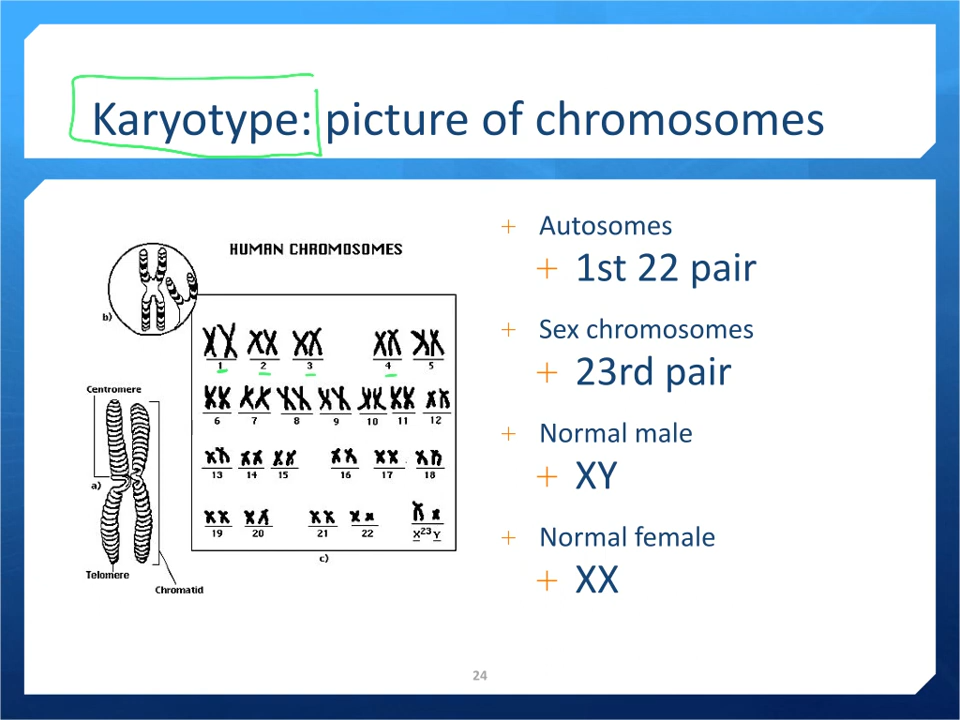 Karyotype: picture of chromosomes
HUMAN CHROMOSOMES
b)
1 2 3 4 5
Centromere
6 7 8 9 10 11 12
a)
13 14 15 16 17 18
19 20 21 22 X 23 Y
c)
Telomere
Chromatid
+ Autosomes
+ 1st 22 pair
+ Sex chromosomes
+ 23rd pair
+ Normal male
+ XY
+ Normal female
+ XX
24